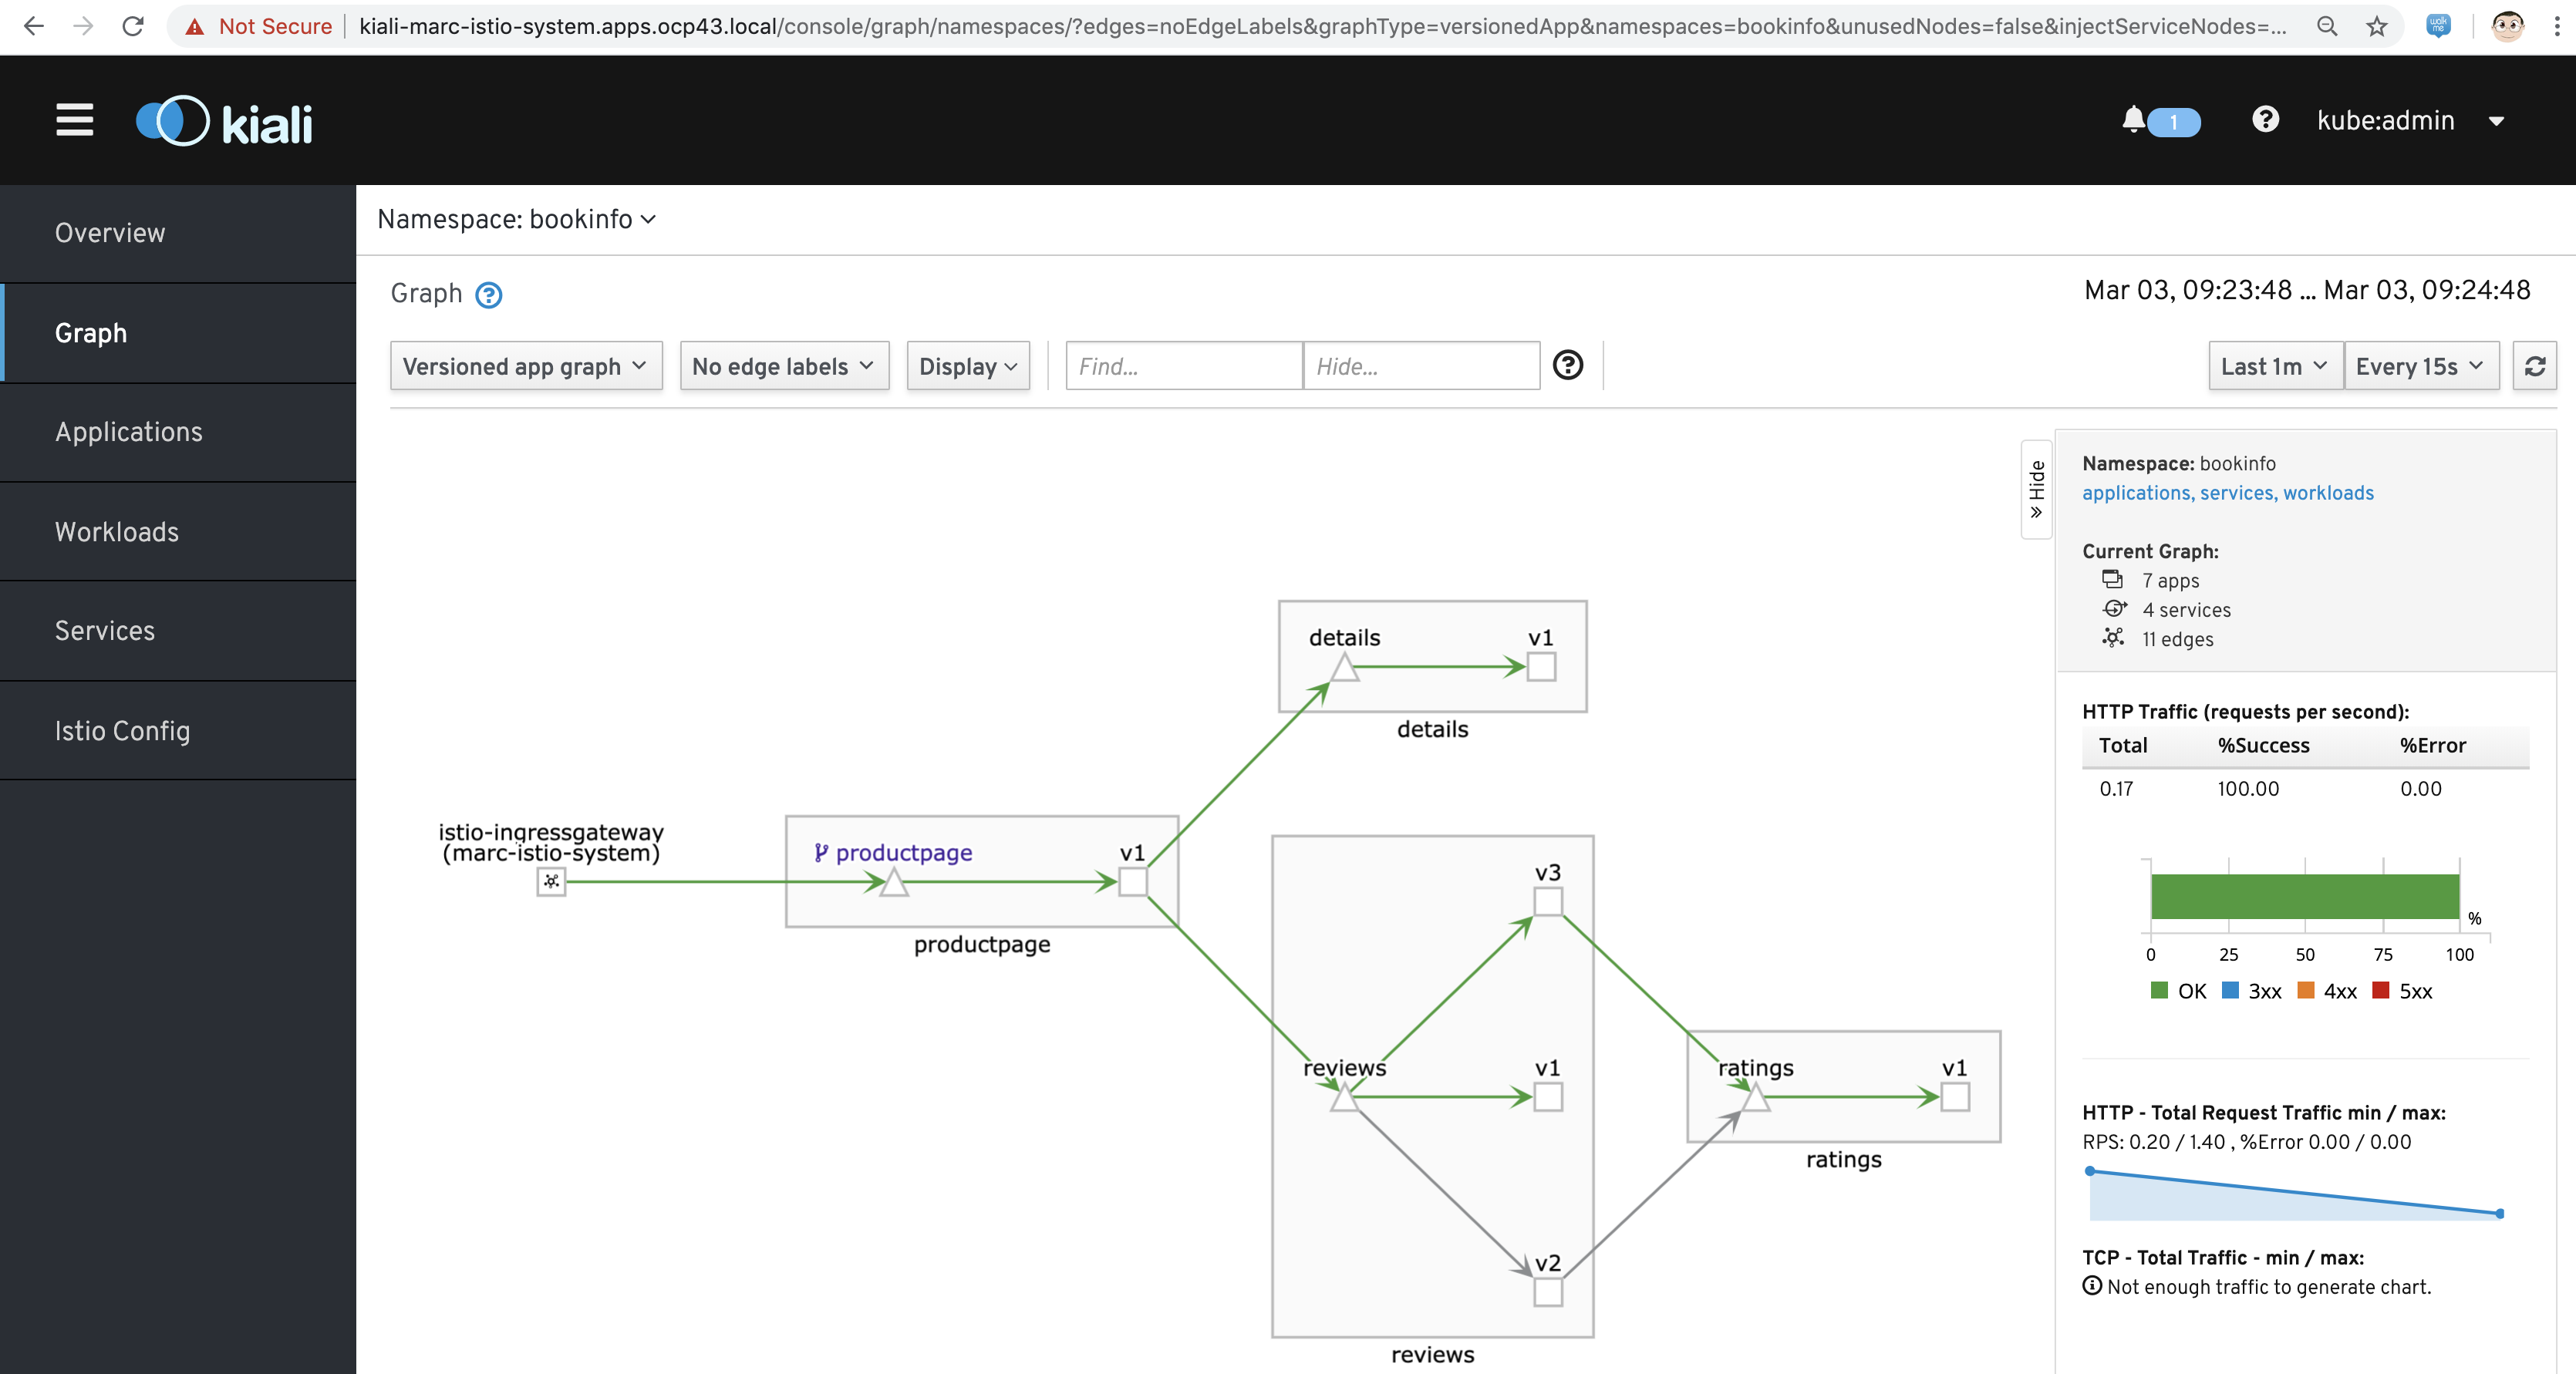 Not Secure kiali-marc-istio-system.apps.ocp43.local/console/graph/namespaces/?edges=noEdgeLabels&graphType=versionedApp&namespaces=bookinfo&unusedNodes=false&injectServiceNodes=...
walk me
kiali
1
kube:admin
Overview
Graph
Applications
Workloads
Services
Istio Config
Namespace: bookinfo
Graph
Mar 03, 09:23:48 ... Mar 03, 09:24:48
Versioned app graph
No edge labels
Display
Find...
Hide...
Last 1m
Every 15s
Hide
details
v1
details
istio-ingressgateway
(marc-istio-system)
productpage
v1
productpage
v3
reviews
v1
v2
reviews
ratings
v1
ratings
Namespace: bookinfo
applications, services, workloads
Current Graph:
7 apps
4 services
11 edges
HTTP Traffic (requests per second):
Total %Success %Error
0.17 100.00 0.00
%
0 25 50 75 100
OK 3xx 4xx 5xx
HTTP - Total Request Traffic min / max:
RPS: 0.20 / 1.40 , %Error 0.00 / 0.00
TCP - Total Traffic - min / max:
Not enough traffic to generate chart.